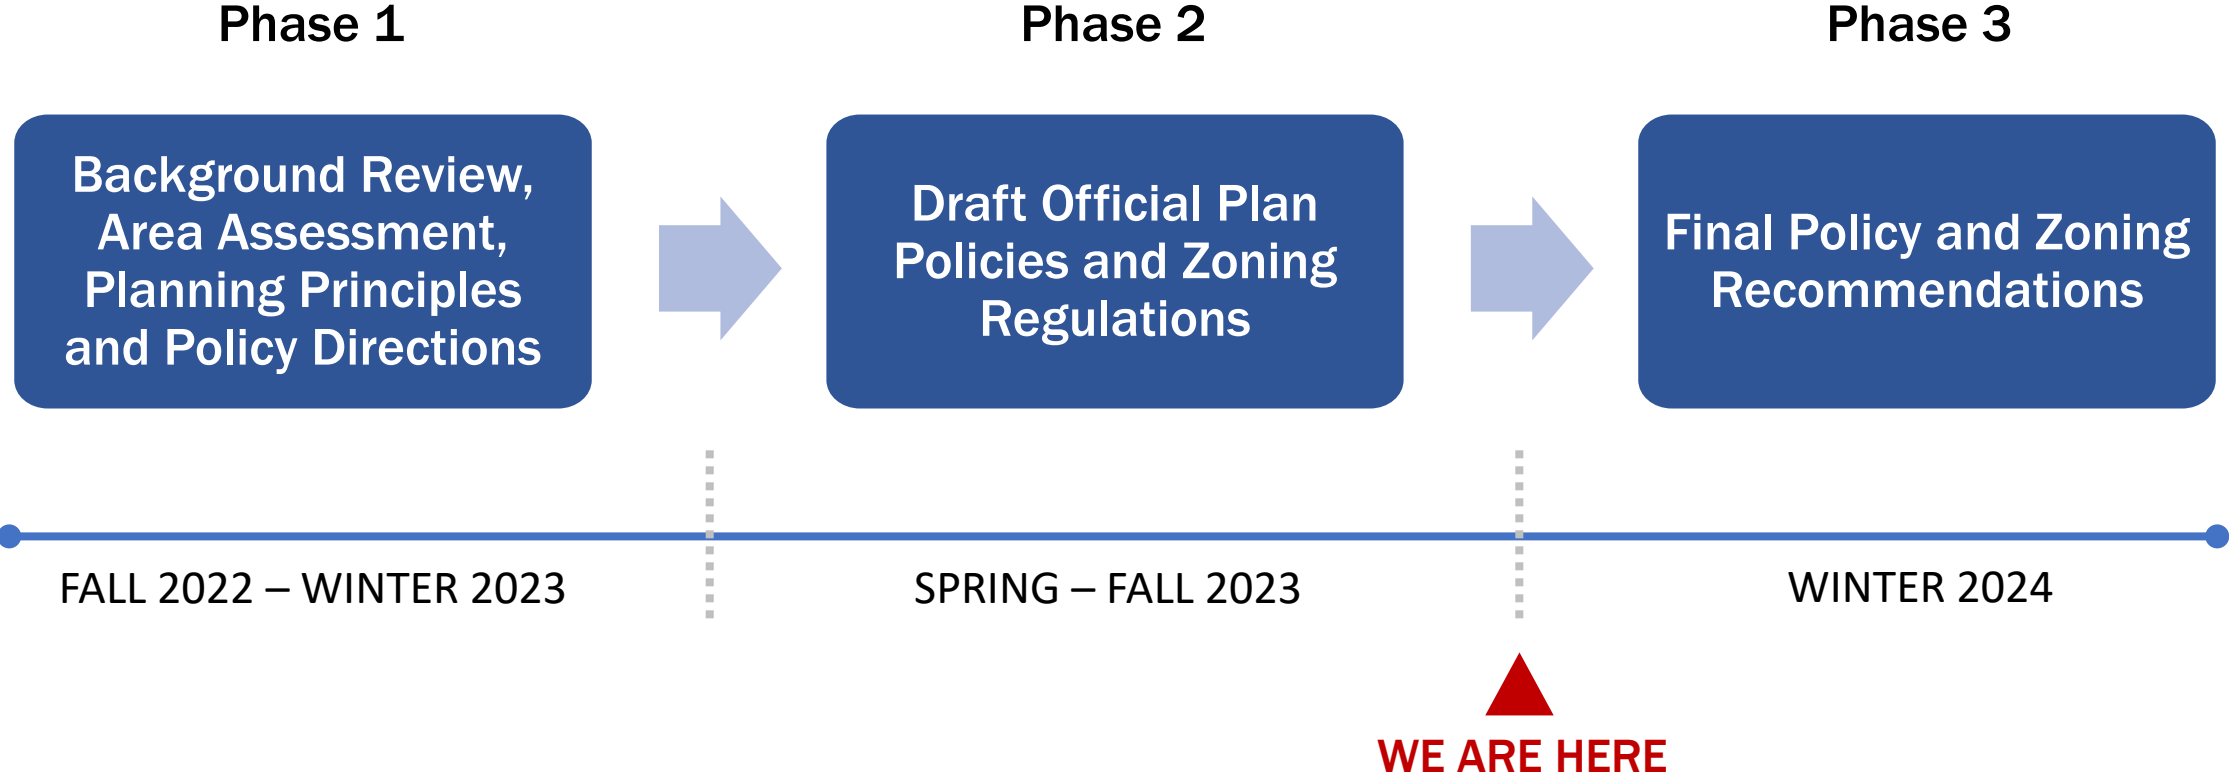 Phase 1
Phase 2
Phase 3
Background Review,
Area Assessment,
Planning Principles
and Policy Directions
Draft Official Plan
Policies and Zoning
Regulations
Final Policy and Zoning
Recommendations
FALL 2022 – WINTER 2023
SPRING – FALL 2023
WINTER 2024
WE ARE HERE